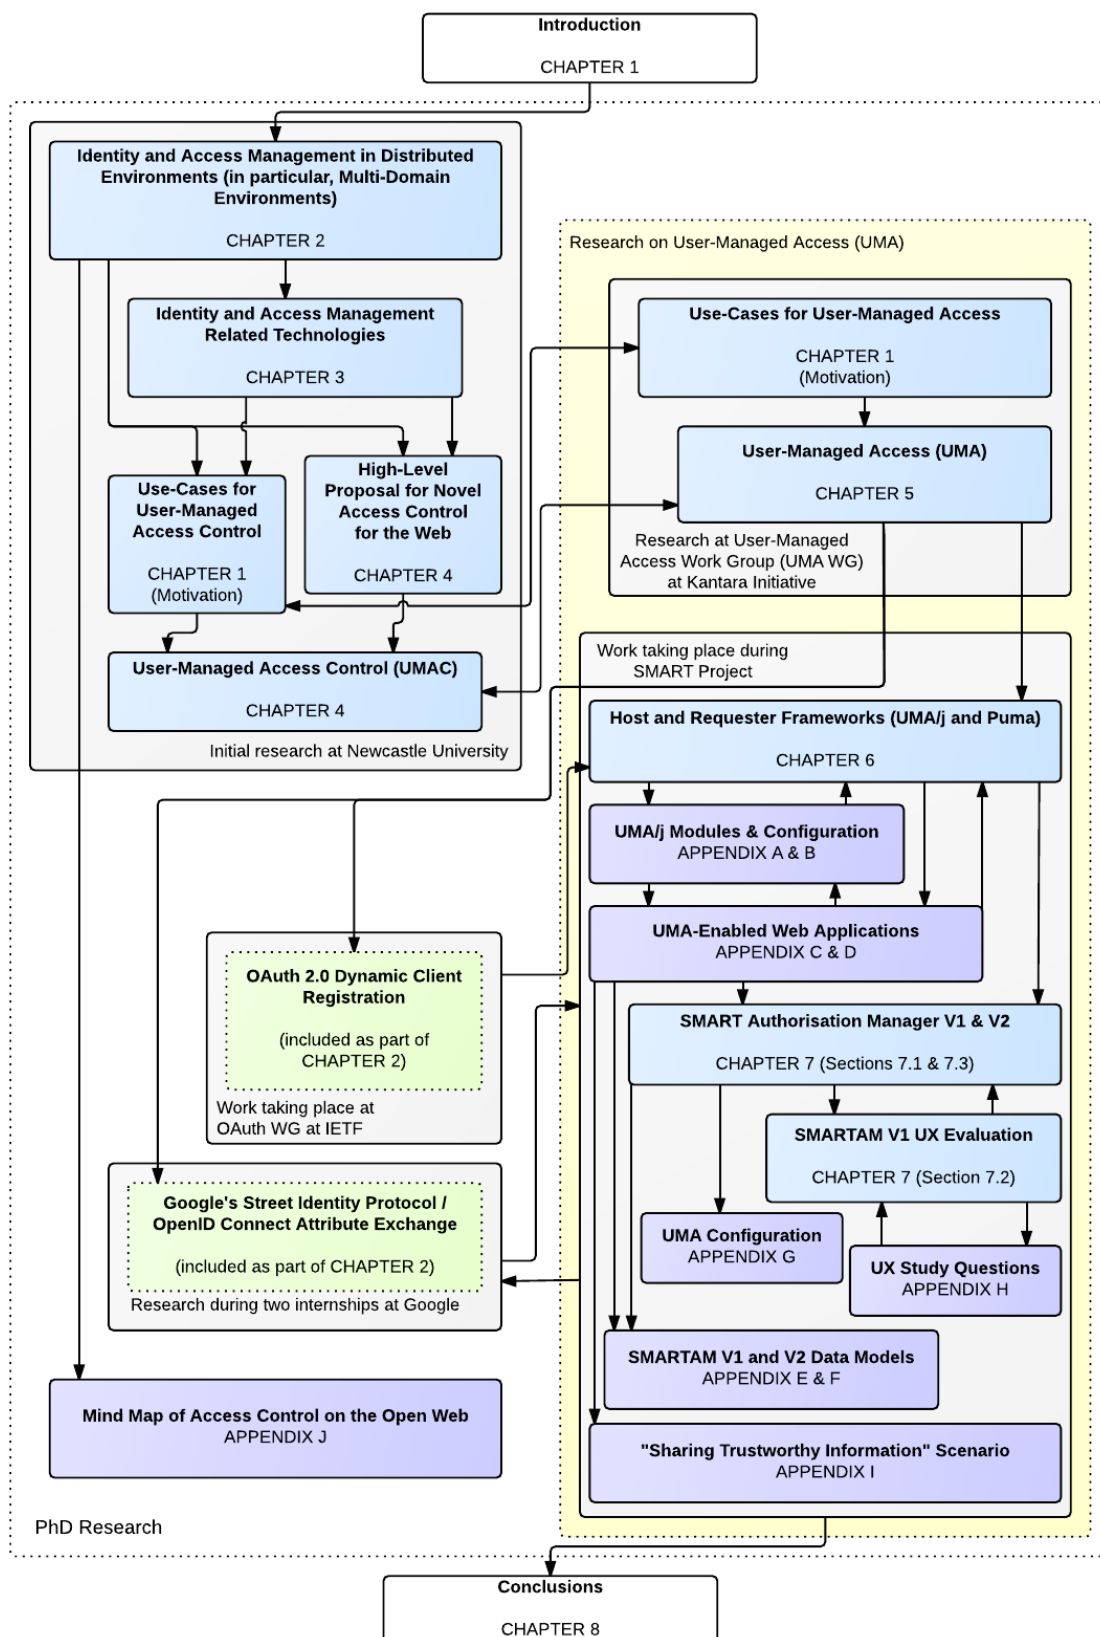 Introduction
CHAPTER 1
Identity and Access Management in Distributed
Environments (in particular, Multi-Domain
Environments)
CHAPTER 2
Research on User-Managed Access (UMA)
Identity and Access Management
Related Technologies
CHAPTER 3
Use-Cases for User-Managed Access
CHAPTER 1
(Motivation)
User-Managed Access (UMA)
CHAPTER 5
Research at User-Managed
Access Work Group (UMA WG)
at Kantara Initiative
Use-Cases for
User-Managed
Access Control
CHAPTER 1
(Motivation)
High-Level
Proposal for Novel
Access Control
for the Web
CHAPTER 4
User-Managed Access Control (UMAC)
CHAPTER 4
Initial research at Newcastle University
Work taking place during
SMART Project
Host and Requester Frameworks (UMA/j and Puma)
CHAPTER 6
UMA/j Modules & Configuration
APPENDIX A & B
UMA-Enabled Web Applications
APPENDIX C & D
OAuth 2.0 Dynamic Client
Registration
(included as part of
CHAPTER 2)
Work taking place at
OAuth WG at IETF
SMART Authorisation Manager V1 & V2
CHAPTER 7 (Sections 7.1 & 7.3)
SMARTAM V1 UX Evaluation
CHAPTER 7 (Section 7.2)
Google's Street Identity Protocol /
OpenID Connect Attribute Exchange
(included as part of CHAPTER 2)
Research during two internships at Google
UMA Configuration
APPENDIX G
UX Study Questions
APPENDIX H
SMARTAM V1 and V2 Data Models
APPENDIX E & F
Mind Map of Access Control on the Open Web
APPENDIX J
"Sharing Trustworthy Information" Scenario
APPENDIX I
PhD Research
Conclusions
CHAPTER 8